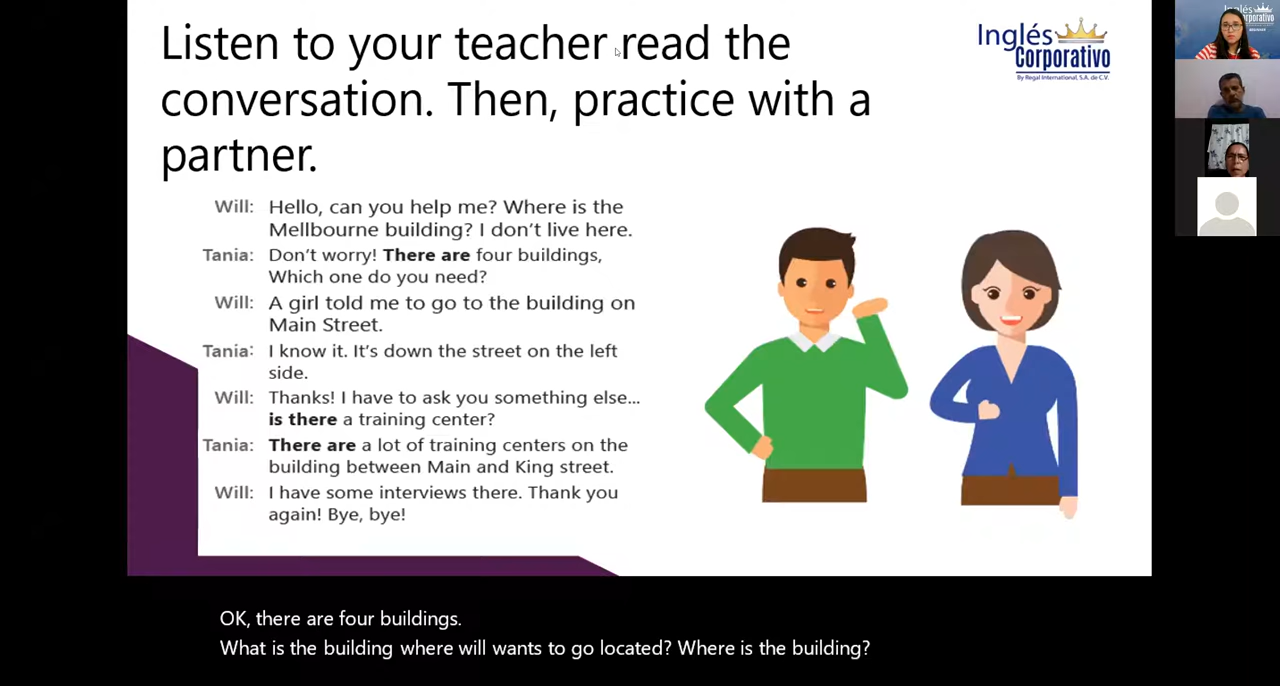 Listen to your teacher read the
conversation. Then, practice with a
partner.
Inglés
Corporativo
By Regal International, S.A. de C.V.
Will: Hello, can you help me? Where is the
Mellbourne building? I don't live here.
Tania: Don't worry! There are four buildings,
Which one do you need?
Will: A girl told me to go to the building on
Main Street.
Tania: I know it. It's down the street on the left
side.
Will: Thanks! I have to ask you something else...
is there a training center?
Tania: There are a lot of training centers on the
building between Main and King street.
Will: I have some interviews there. Thank you
again! Bye, bye!
OK, there are four buildings.
What is the building where will wants to go located? Where is the building?